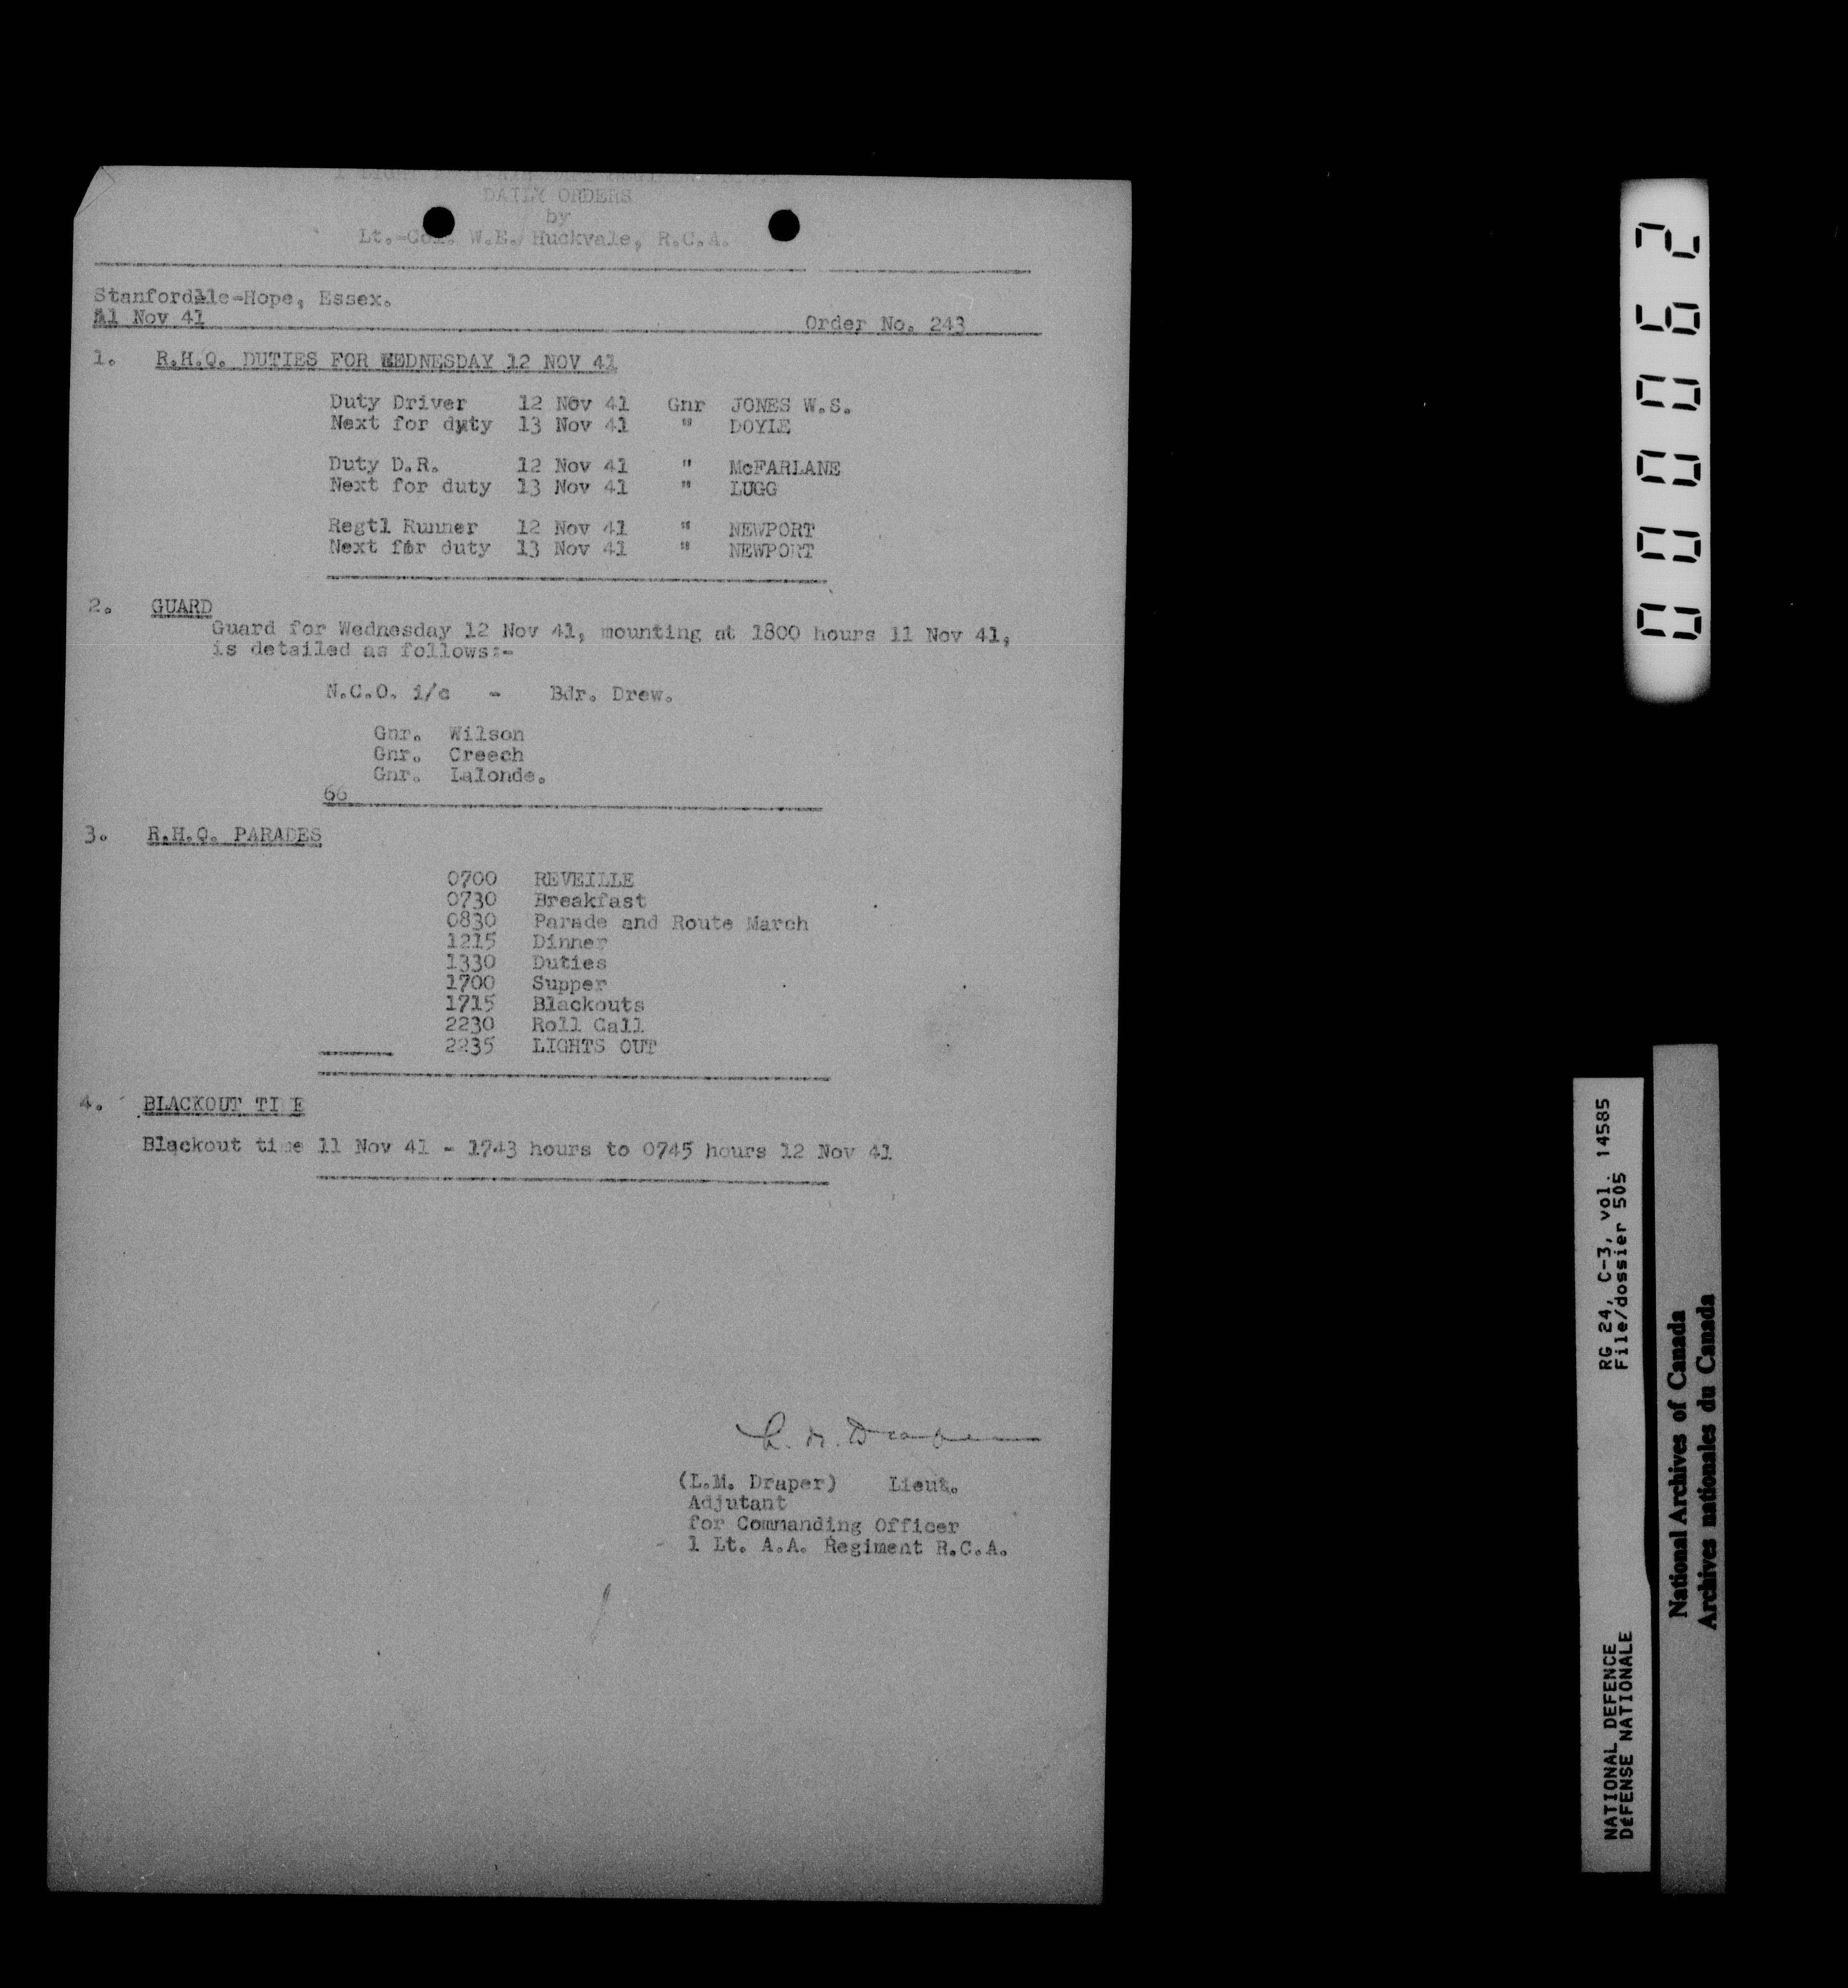 DAILY ORDERS
by
Lt.-Col. W.E. Huckvale, R.C.A.
Stanfordlle-Hope, Essex.
11 Nov 41
Order No. 243
1. R.H.Q. DUTIES FOR WEDNESDAY 12 NOV 41
Duty Driver 12 Nov 41 Gnr JONES W.S.
Next for duty 13 Nov 41 " DOYLE
Duty D.R. 12 Nov 41 " McFARLANE
Next for duty 13 Nov 41 " LUGG
Regtl Runner 12 Nov 41 " NEWPORT
Next for duty 13 Nov 41 " NEWPORT
2. GUARD
Guard for Wednesday 12 Nov 41, mounting at 1800 hours 11 Nov 41,
is detailed as follows:-
N.C.O. i/c - Bdr. Drew.
Gnr. Wilson
Gnr. Creech
Gnr. Lalonde.
66
3. R.H.Q. PARADES
0700 REVEILLE
0730 Breakfast
0830 Parade and Route March
1215 Dinner
1330 Duties
1700 Supper
1715 Blackouts
2230 Roll Call
2235 LIGHTS OUT
4. BLACKOUT TI E
Blackout time 11 Nov 41 - 1743 hours to 0745 hours 12 Nov 41
L. M. Draper
(L.M. Draper) Lieut.
Adjutant
for Commanding Officer
1 Lt. A.A. Regiment R.C.A.
000062
RG 24, C-3, vol. 14585
File/dossier 505
NATIONAL DEFENCE
DéFENSE NATIONALE
National Archives of Canada
Archives nationales du Canada